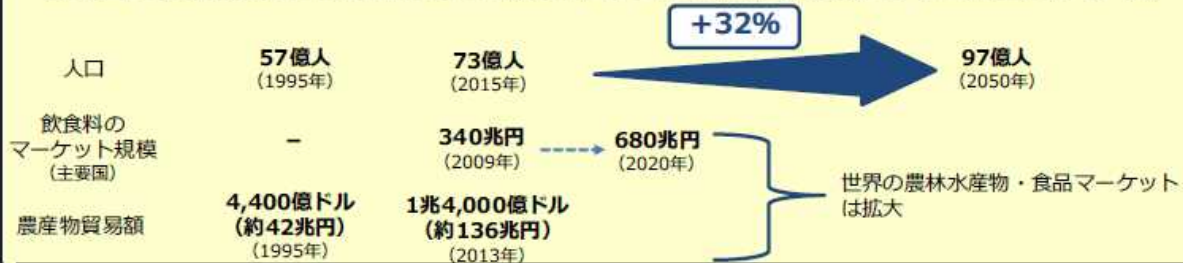 +32%
人口
57億人
(1995年)
73億人
(2015年)
97億人
(2050年)
飲食料の
マーケット規模
(主要国)
–
340兆円
(2009年)
680兆円
(2020年)
農産物貿易額
4,400億ドル
(約42兆円)
(1995年)
1兆4,000億ドル
(約136兆円)
(2013年)
世界の農林水産物・食品マーケット
は拡大